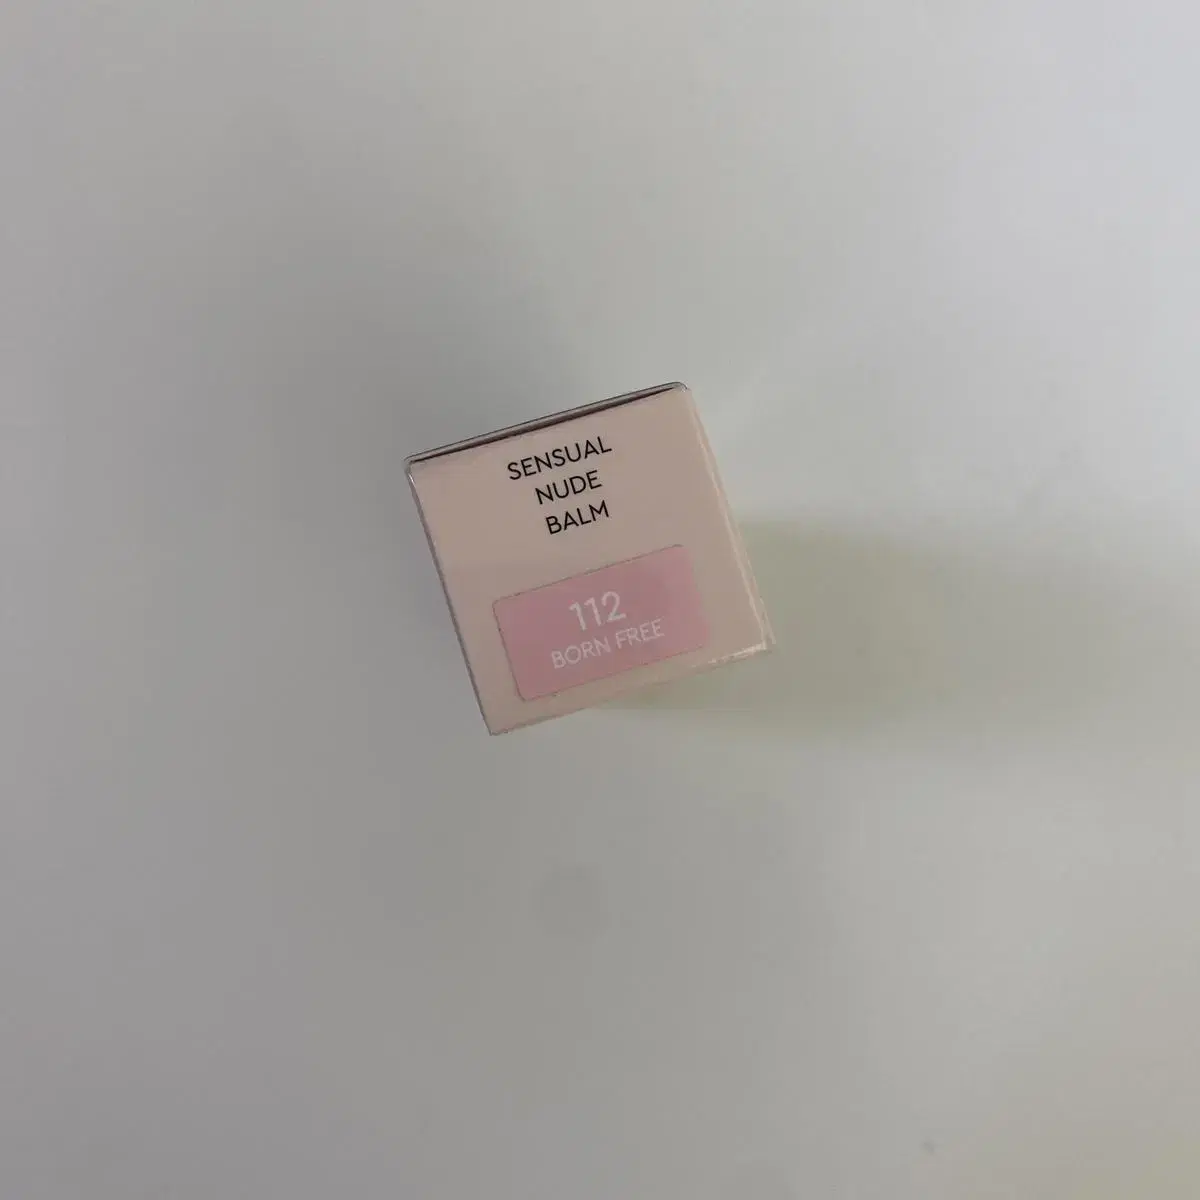 SENSUAL
NUDE
BALM
112
BORN FREE